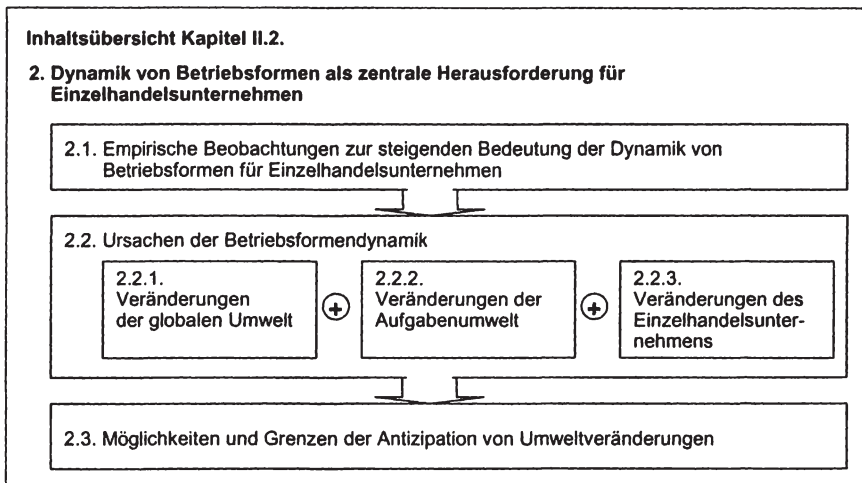 Inhaltsübersicht Kapitel II.2.
2. Dynamik von Betriebsformen als zentrale Herausforderung für
Einzelhandelsunternehmen
2.1. Empirische Beobachtungen zur steigenden Bedeutung der Dynamik von
Betriebsformen für Einzelhandelsunternehmen
2.2. Ursachen der Betriebsformendynamik
2.2.1.
Veränderungen
der globalen Umwelt
+
2.2.2.
Veränderungen der
Aufgabenumwelt
+
2.2.3.
Veränderungen des
Einzelhandelsunter-
nehmens
2.3. Möglichkeiten und Grenzen der Antizipation von Umweltveränderungen